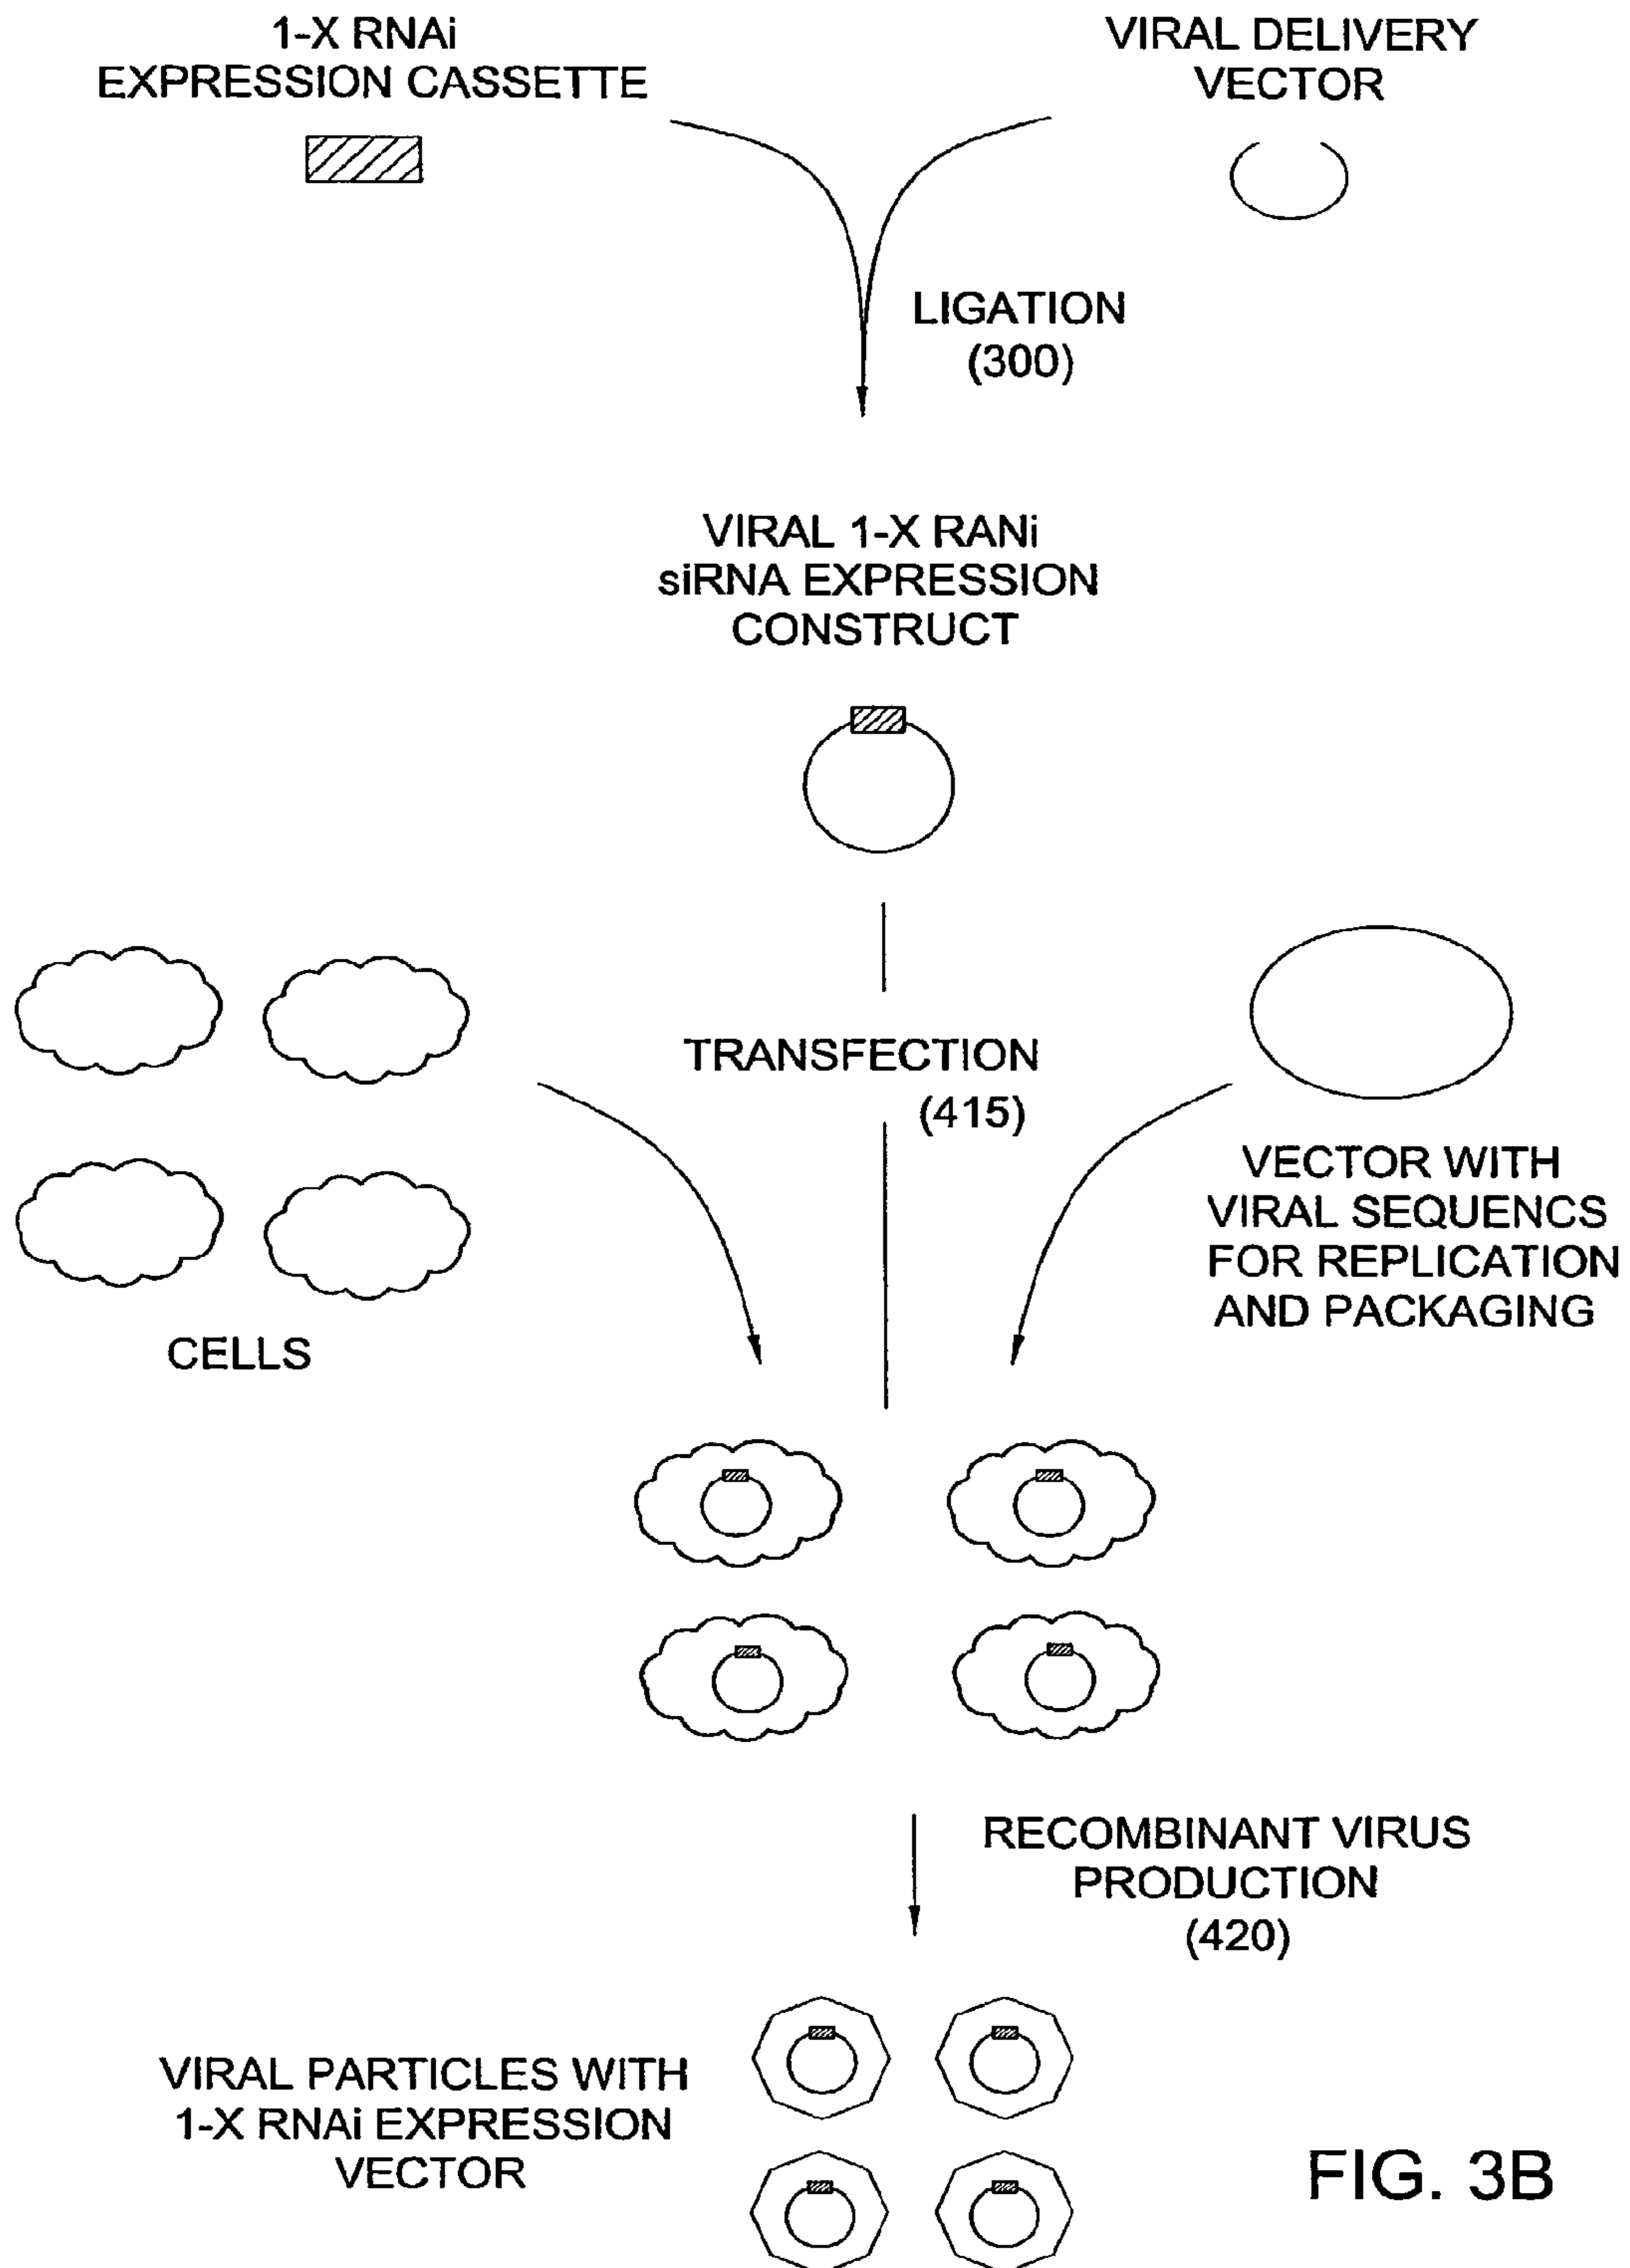 1-X RNAi
EXPRESSION CASSETTE
VIRAL DELIVERY
VECTOR
LIGATION
(300)
VIRAL 1-X RANi
siRNA EXPRESSION
CONSTRUCT
TRANSFECTION
(415)
CELLS
VECTOR WITH
VIRAL SEQUENCS
FOR REPLICATION
AND PACKAGING
RECOMBINANT VIRUS
PRODUCTION
(420)
VIRAL PARTICLES WITH
1-X RNAi EXPRESSION
VECTOR
FIG. 3B